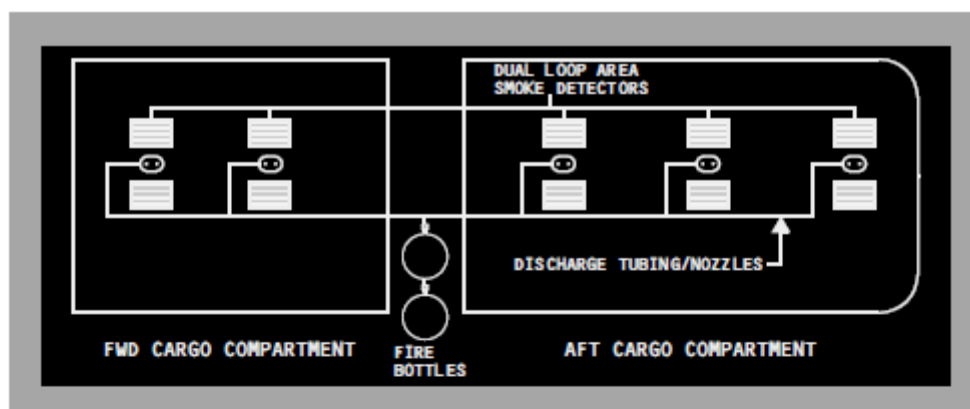 DUAL LOOP AREA
SMOKE DETECTORS
DISCHARGE TUBING/NOZZLES
FWD CARGO COMPARTMENT
FIRE
BOTTLES
AFT CARGO COMPARTMENT